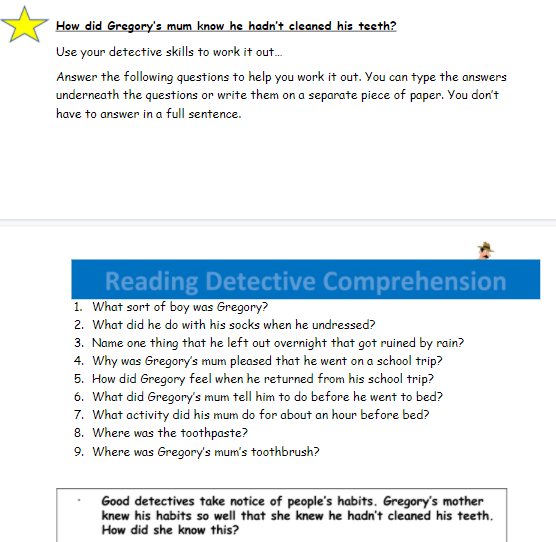 How did Gregory's mum know he hadn't cleaned his teeth?
Use your detective skills to work it out…
Answer the following questions to help you work it out. You can type the answers
underneath the questions or write them on a separate piece of paper. You don't
have to answer in a full sentence.
Reading Detective Comprehension
1. What sort of boy was Gregory?
2. What did he do with his socks when he undressed?
3. Name one thing that he left out overnight that got ruined by rain?
4. Why was Gregory's mum pleased that he went on a school trip?
5. How did Gregory feel when he returned from his school trip?
6. What did Gregory's mum tell him to do before he went to bed?
7. What activity did his mum do for about an hour before bed?
8. Where was the toothpaste?
9. Where was Gregory's mum's toothbrush?
· Good detectives take notice of people's habits. Gregory's mother
knew his habits so well that she knew he hadn't cleaned his teeth.
How did she know this?